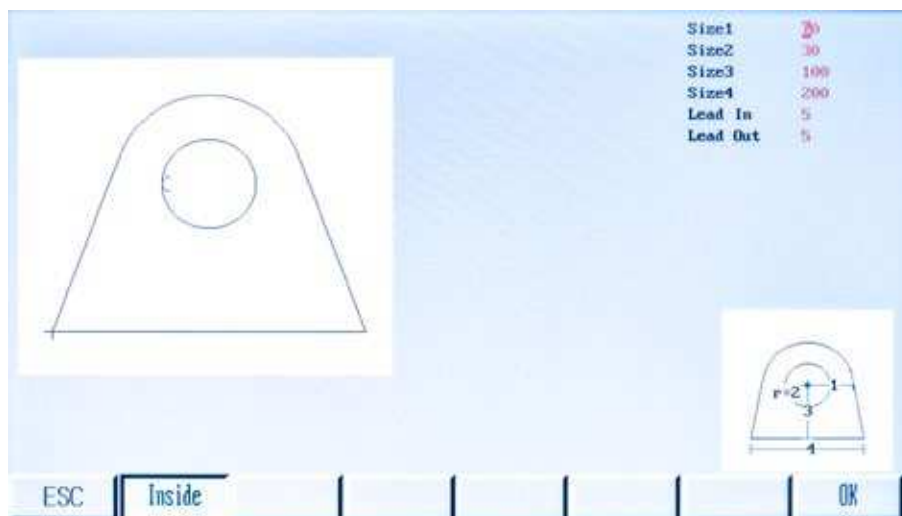 Size1
Size2 30
Size3 100
Size4 200
Lead In 5
Lead Out 5
r=2
1
3
4
ESC Inside OK